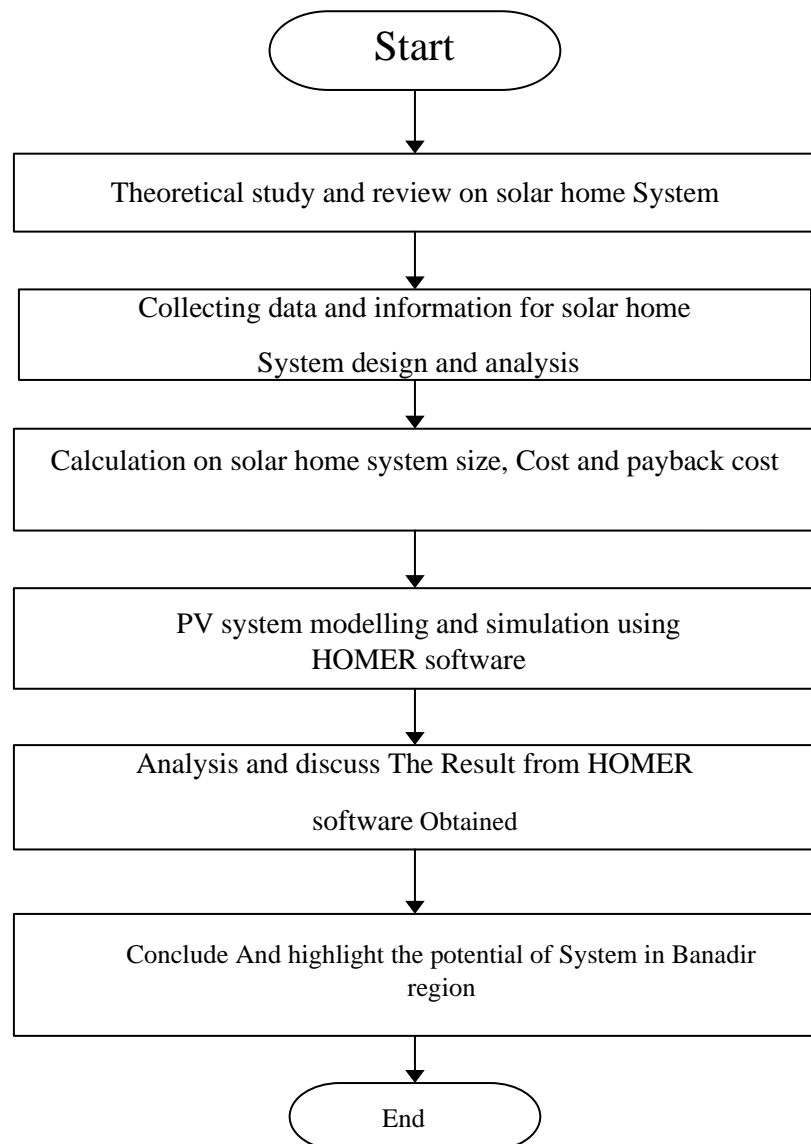 Start
Theoretical study and review on solar home System
Collecting data and information for solar home
System design and analysis
Calculation on solar home system size, Cost and payback cost
PV system modelling and simulation using
HOMER software
Analysis and discuss The Result from HOMER
software Obtained
Conclude And highlight the potential of System in Banadir
region
End